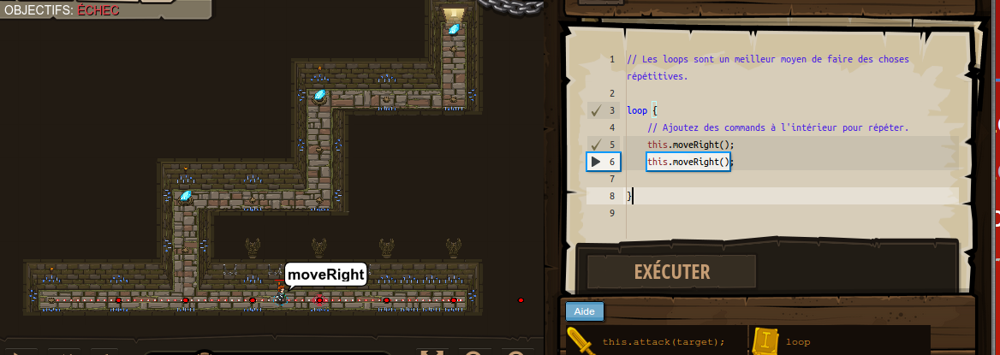 OBJECTIFS: ÉCHEC
moveRight
1 // Les loops sont un meilleur moyen de faire des choses
répétitives.
2
3 loop {
4 // Ajoutez des commands à l'intérieur pour répéter.
5 this.moveRight();
6 this.moveRight();
7
8 }
9
EXÉCUTER
Aide
this.attack(target);
loop